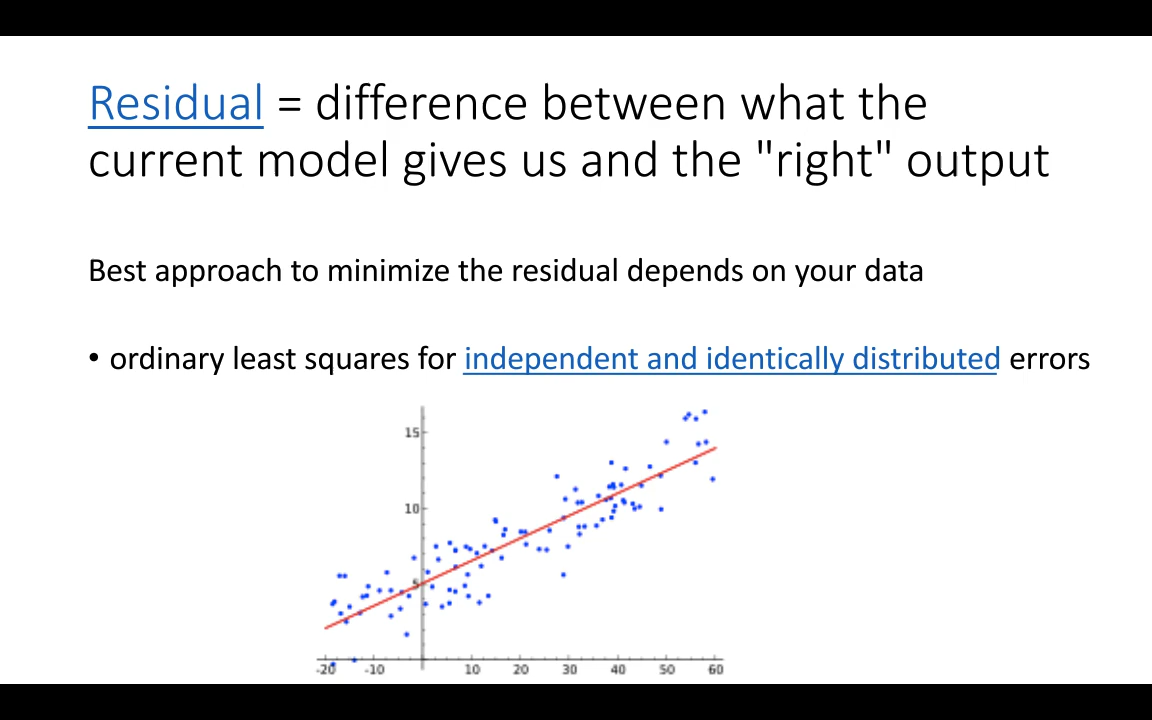 Residual = difference between what the
current model gives us and the "right" output
Best approach to minimize the residual depends on your data
• ordinary least squares for independent and identically distributed errors
15
10
5
-20 -10 10 20 30 40 50 60